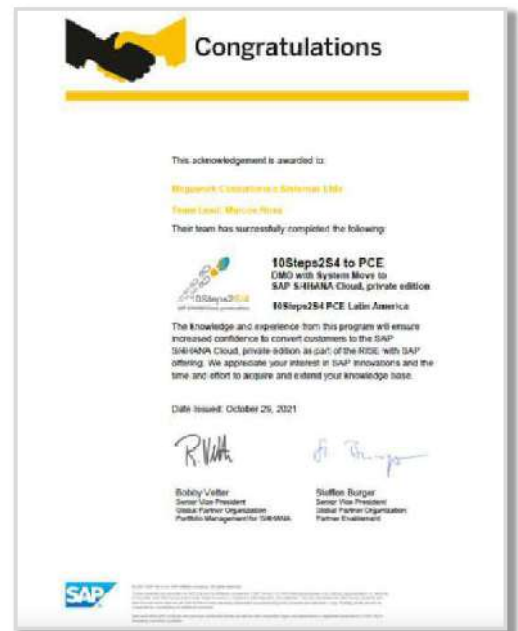 Congratulations
This acknowledgement is awarded to:
Megawork Consultoria e Sistemas Ltda
Team Lead: Marcos
Their team has successfully completed the following:
10Steps2S4 to PCE
DMO with System Move to
SAP S/4HANA Cloud, private edition
10Steps2S4
10Steps2S4 PCE Latin America
The knowledge and experience from this program will ensure
increased confidence to convert customers to the SAP
S/4HANA Cloud, private edition as part of the RISE with SAP
offering. We appreciate your interest in SAP innovations and the
time and effort to acquire and extend your knowledge base.
Date Issued: October 29, 2021
Bobby Vetter
Senior Vice President
Global Partner Organization
Portfolio Management for S/4HANA
Steffen Burger
Senior Vice President
Global Partner Organization
Partner Enablement
SAP